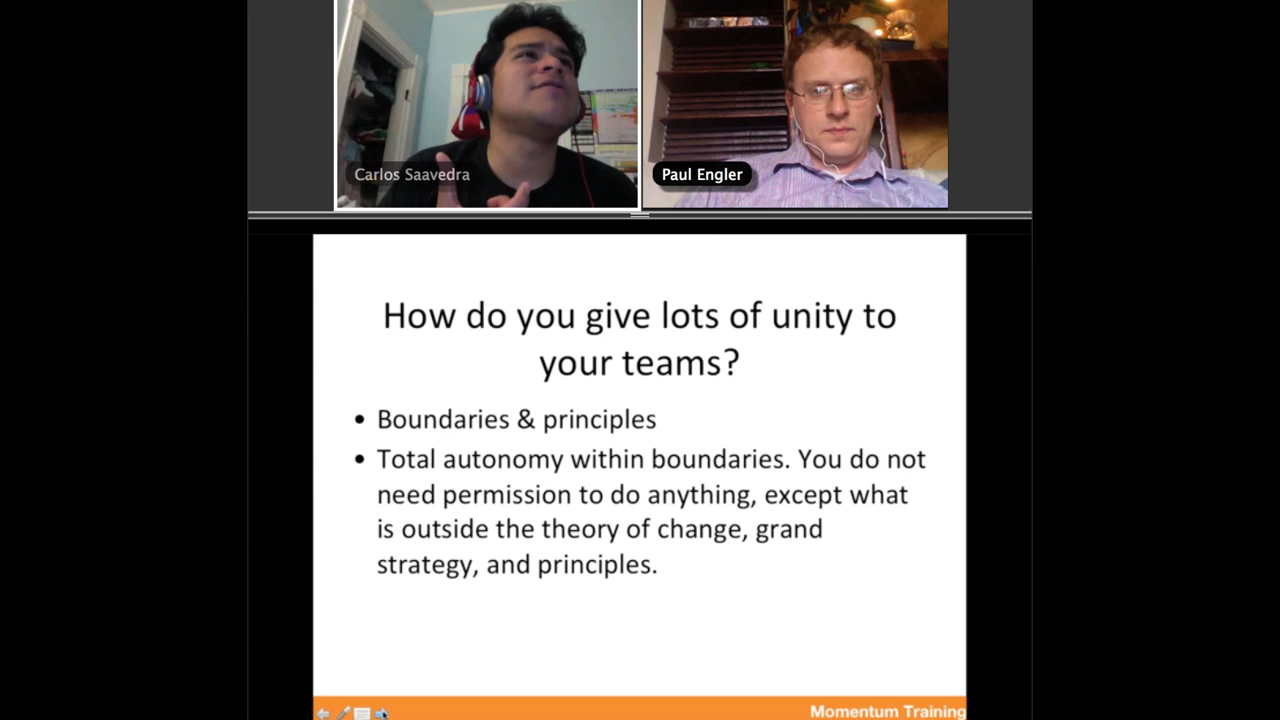 Carlos Saavedra
Paul Engler
How do you give lots of unity to
your teams?
• Boundaries & principles
• Total autonomy within boundaries. You do not
need permission to do anything, except what
is outside the theory of change, grand
strategy, and principles.
Momentum Training